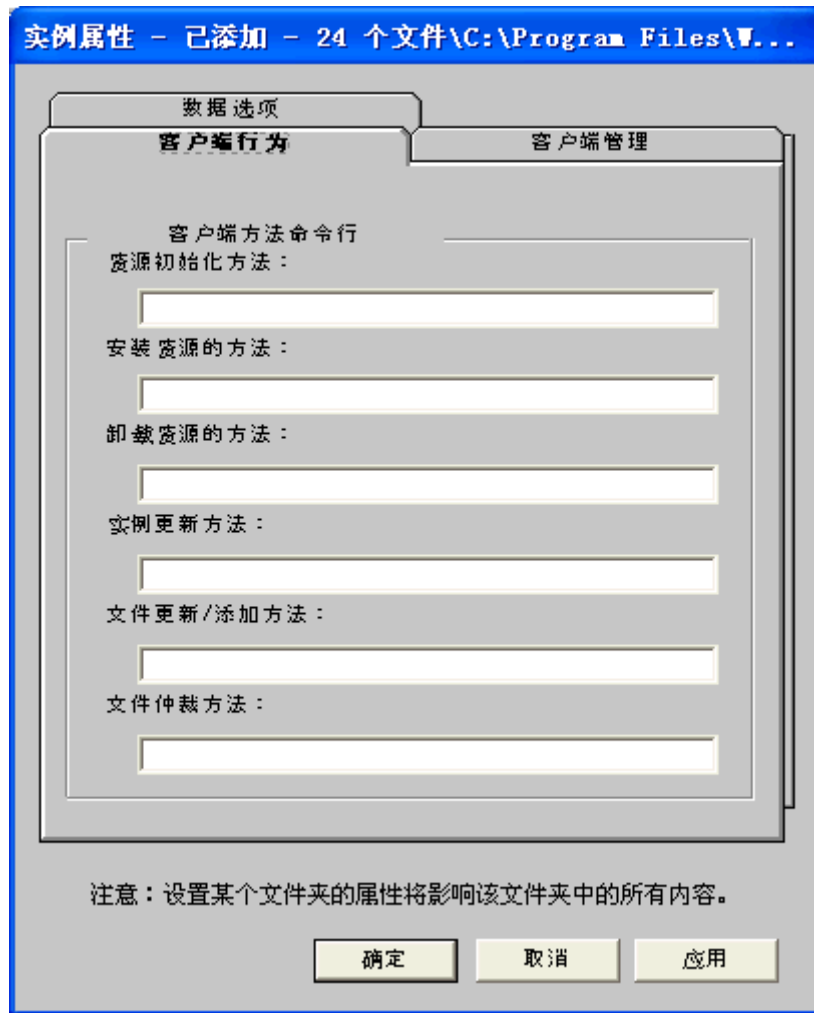 实例属性 - 已添加 - 24 个文件\C:\Program Files\W...
数据选项
客户端行为
客户端管理
客户端方法命令行
资源初始化方法：
安装资源的方法：
卸载资源的方法：
实例更新方法：
文件更新/添加方法：
文件仲裁方法：
注意：设置某个文件夹的属性将影响该文件夹中的所有内容。
确定
取消
应用